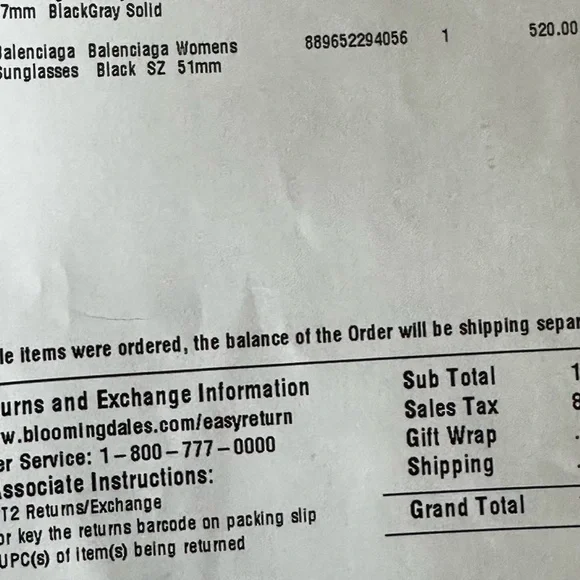 7mm BlackGray Solid
Balenciaga Balenciaga Womens 889652294056 1 520.00
Sunglasses Black SZ 51mm
le items were ordered, the balance of the Order will be shipping separ
urns and Exchange Information
w.bloomingdales.com/easyreturn
er Service: 1-800-777-0000
Associate Instructions:
T2 Returns/Exchange
or key the returns barcode on packing slip
UPC(s) of item(s) being returned
Sub Total 1
Sales Tax 8
Gift Wrap .
Shipping
Grand Total